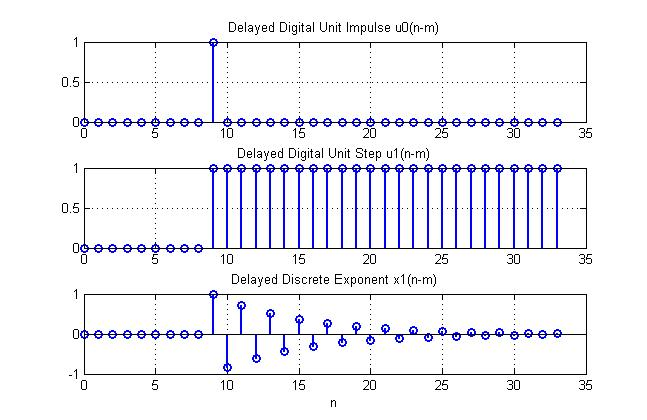 Delayed Digital Unit Impulse u0(n-m)
1
0.5
0
0 5 10 15 20 25 30 35
Delayed Digital Unit Step u1(n-m)
1
0.5
0
0 5 10 15 20 25 30 35
Delayed Discrete Exponent x1(n-m)
1
0
-1
0 5 10 15 20 25 30 35
n